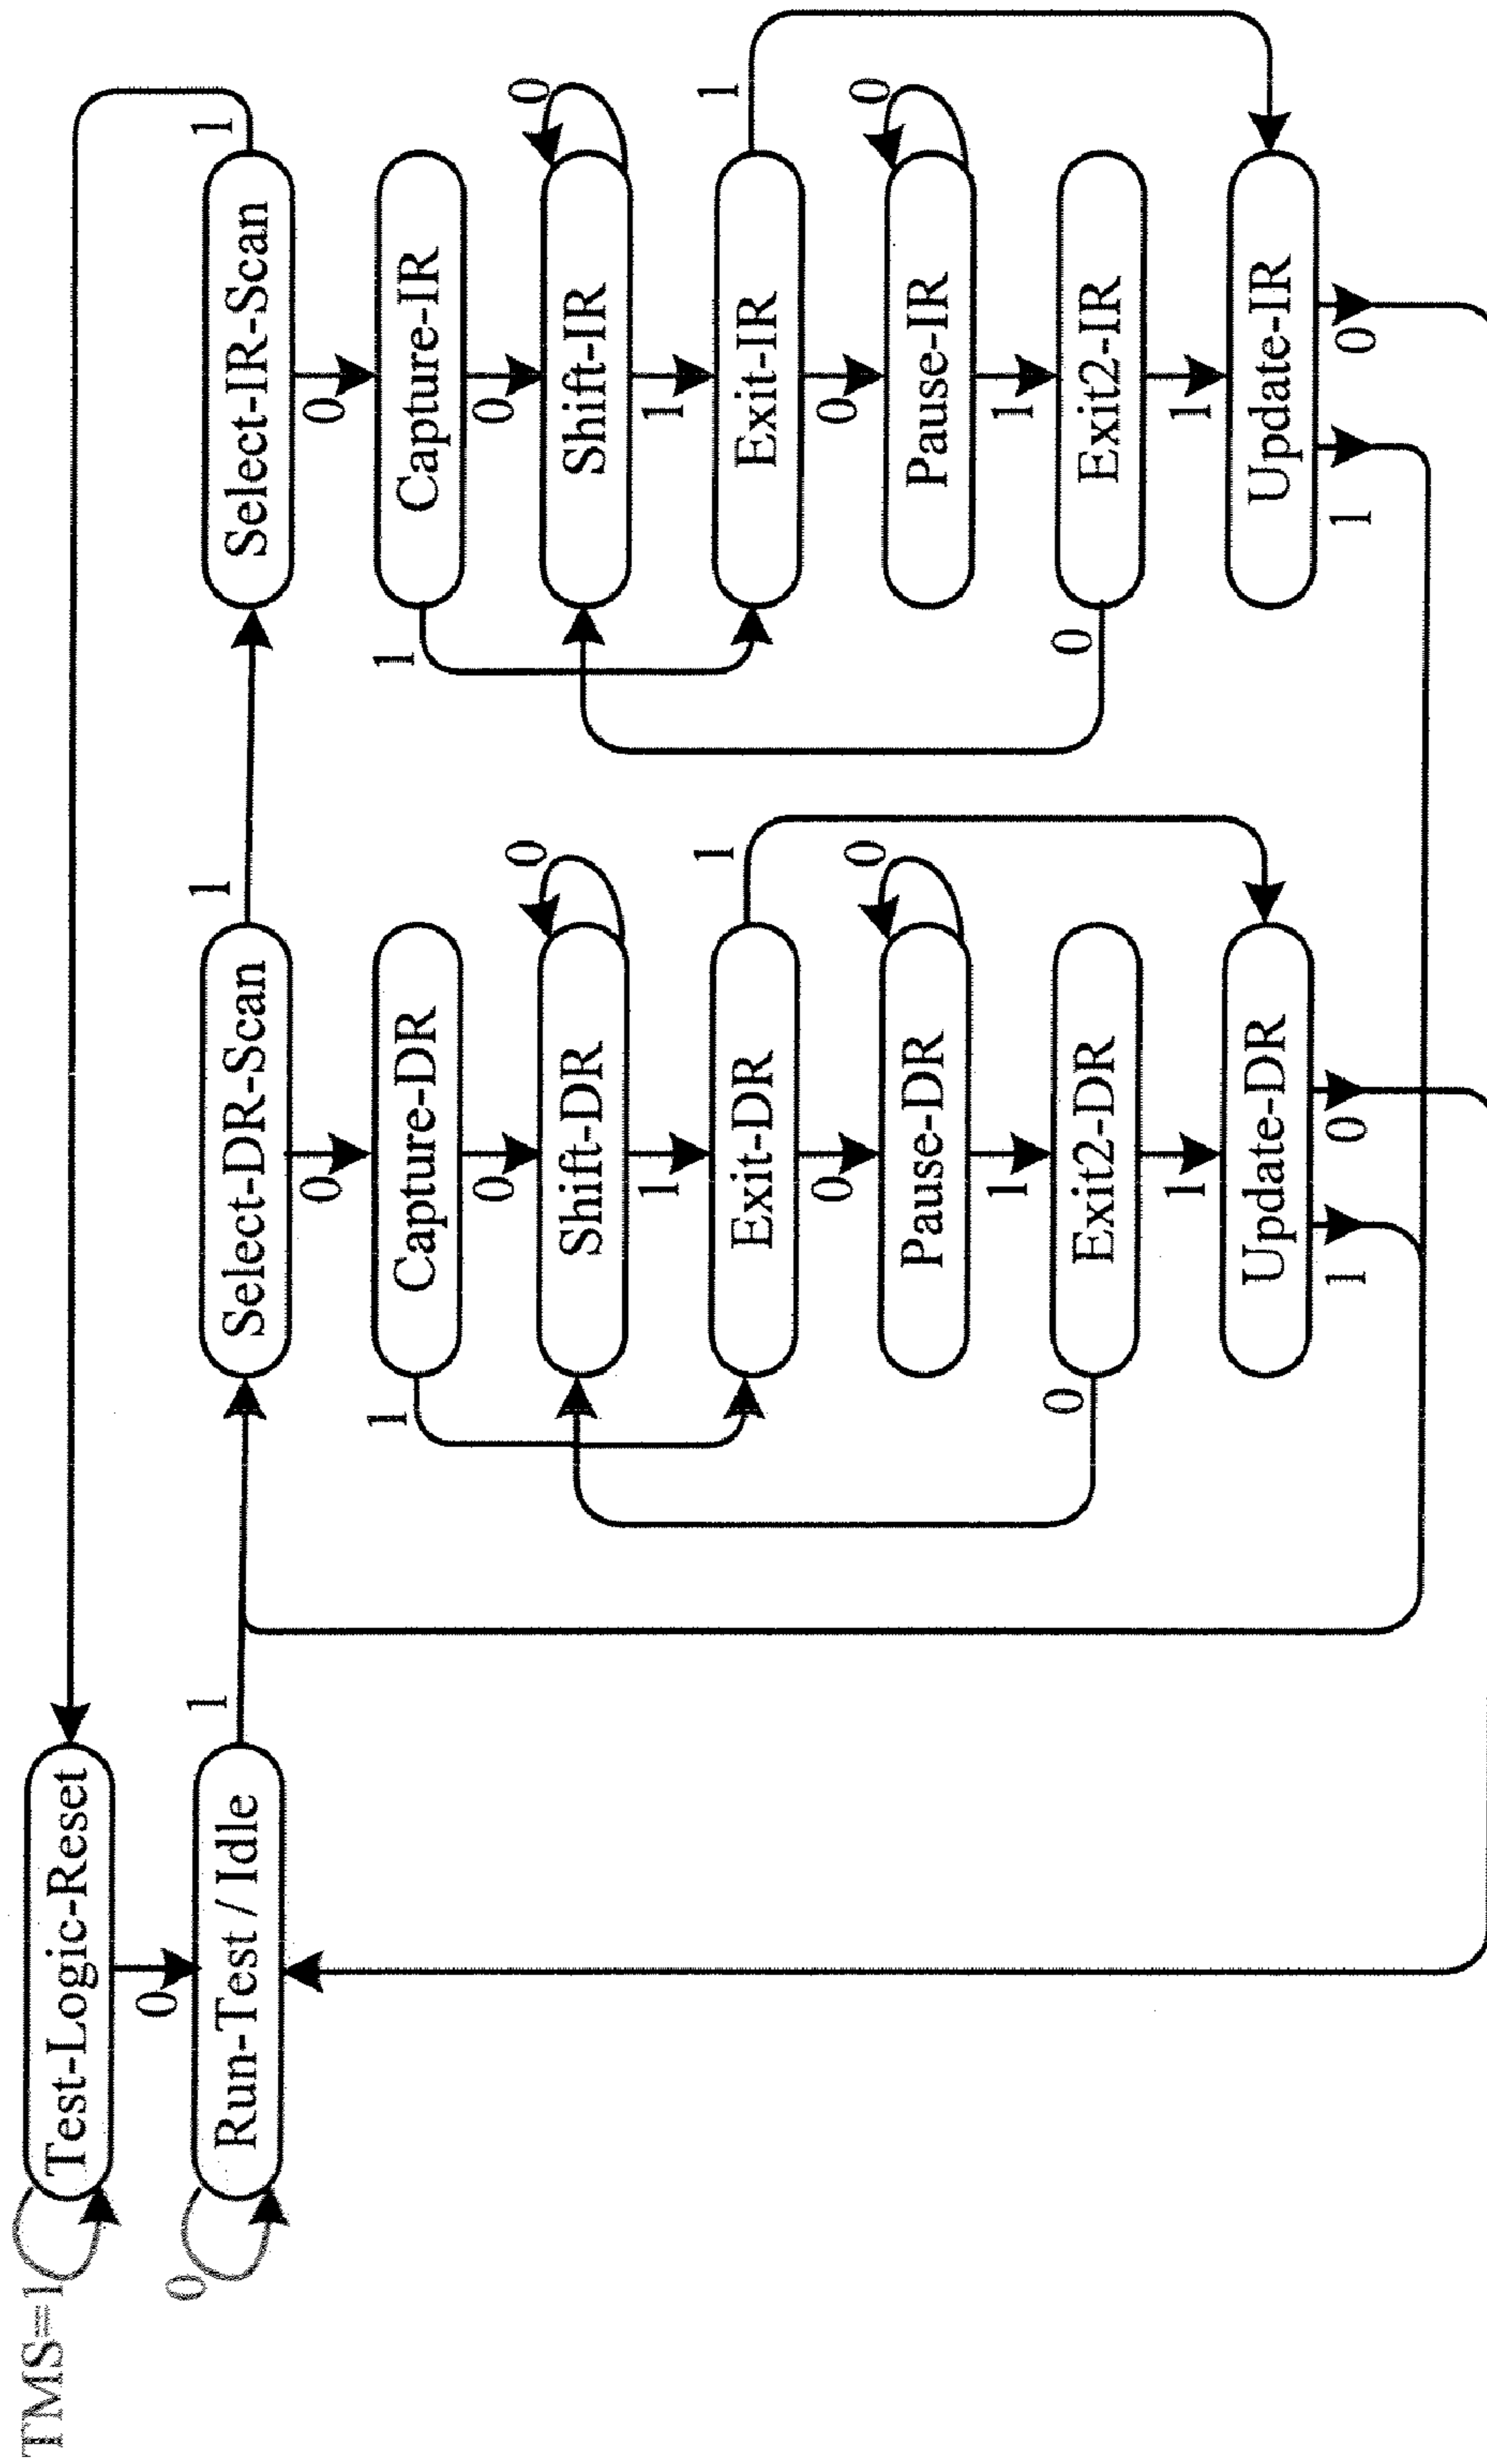 TMS=1
Test-Logic-Reset
0
0
Run-Test / Idle
1
Select-DR-Scan
1
0
Capture-DR
1
0
Shift-DR
0
1
Exit-DR
1
0
Pause-DR
0
1
Exit2-DR
0
1
Update-DR
1
0
Select-IR-Scan
1
0
Capture-IR
1
0
Shift-IR
0
1
Exit-IR
1
0
Pause-IR
0
1
Exit2-IR
0
1
Update-IR
1
0